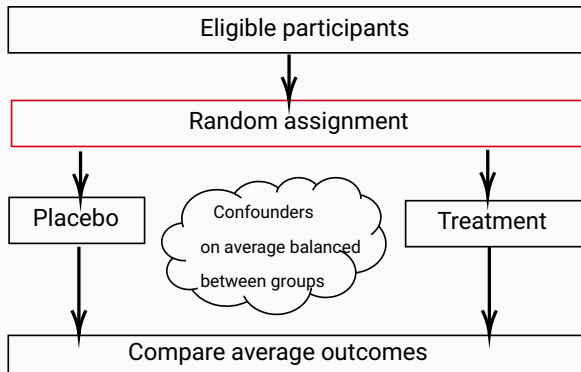 Eligible participants
Random assignment
Placebo
Confounders
on average balanced
between groups
Treatment
Compare average outcomes